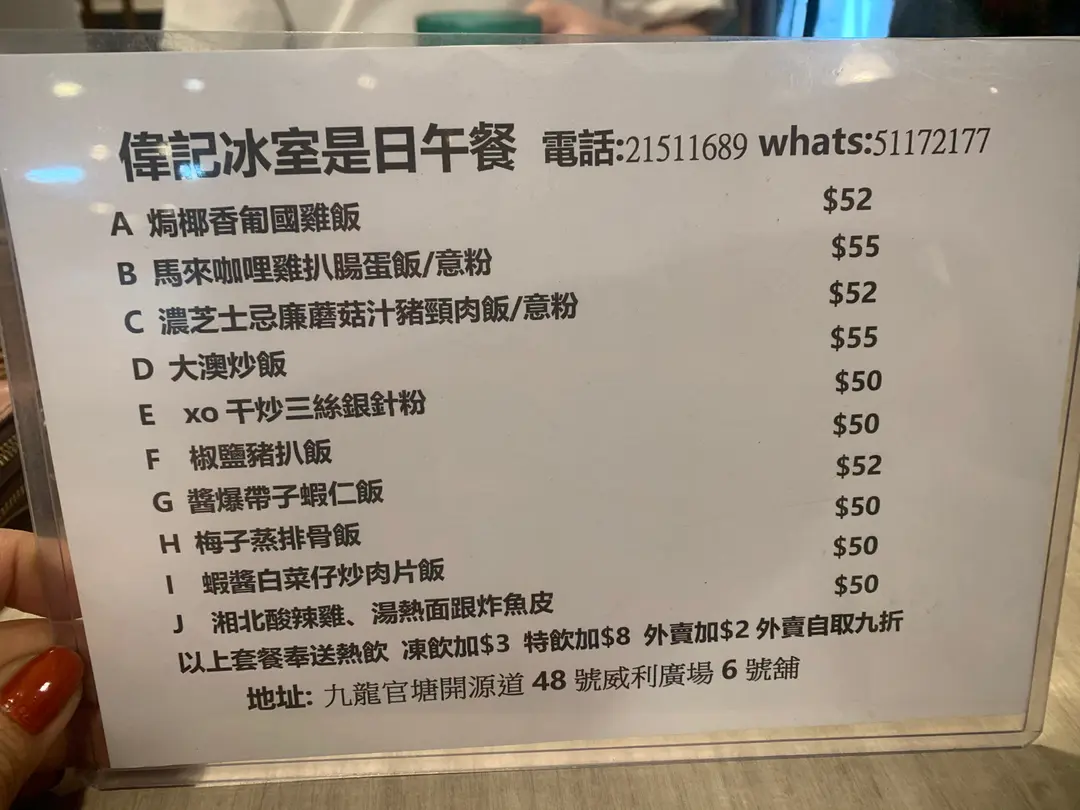 偉記冰室是日午餐 電話:21511689 whats:51172177
A 焗椰香葡國雞飯 $52
B 馬來咖哩雞扒腸蛋飯/意粉 $55
C 濃芝士忌廉蘑菇汁豬頸肉飯/意粉 $52
D 大澳炒飯 $55
E xo 干炒三絲銀針粉 $50
F 椒鹽豬扒飯 $50
G 醬爆帶子蝦仁飯 $52
H 梅子蒸排骨飯 $50
I 蝦醬白菜仔炒肉片飯 $50
J 湘北酸辣雞、湯熱面跟炸魚皮 $50
以上套餐奉送熱飲 凍飲加$3 特飲加$8 外賣加$2 外賣自取九折
地址: 九龍官塘開源道 48 號威利廣場 6 號舖